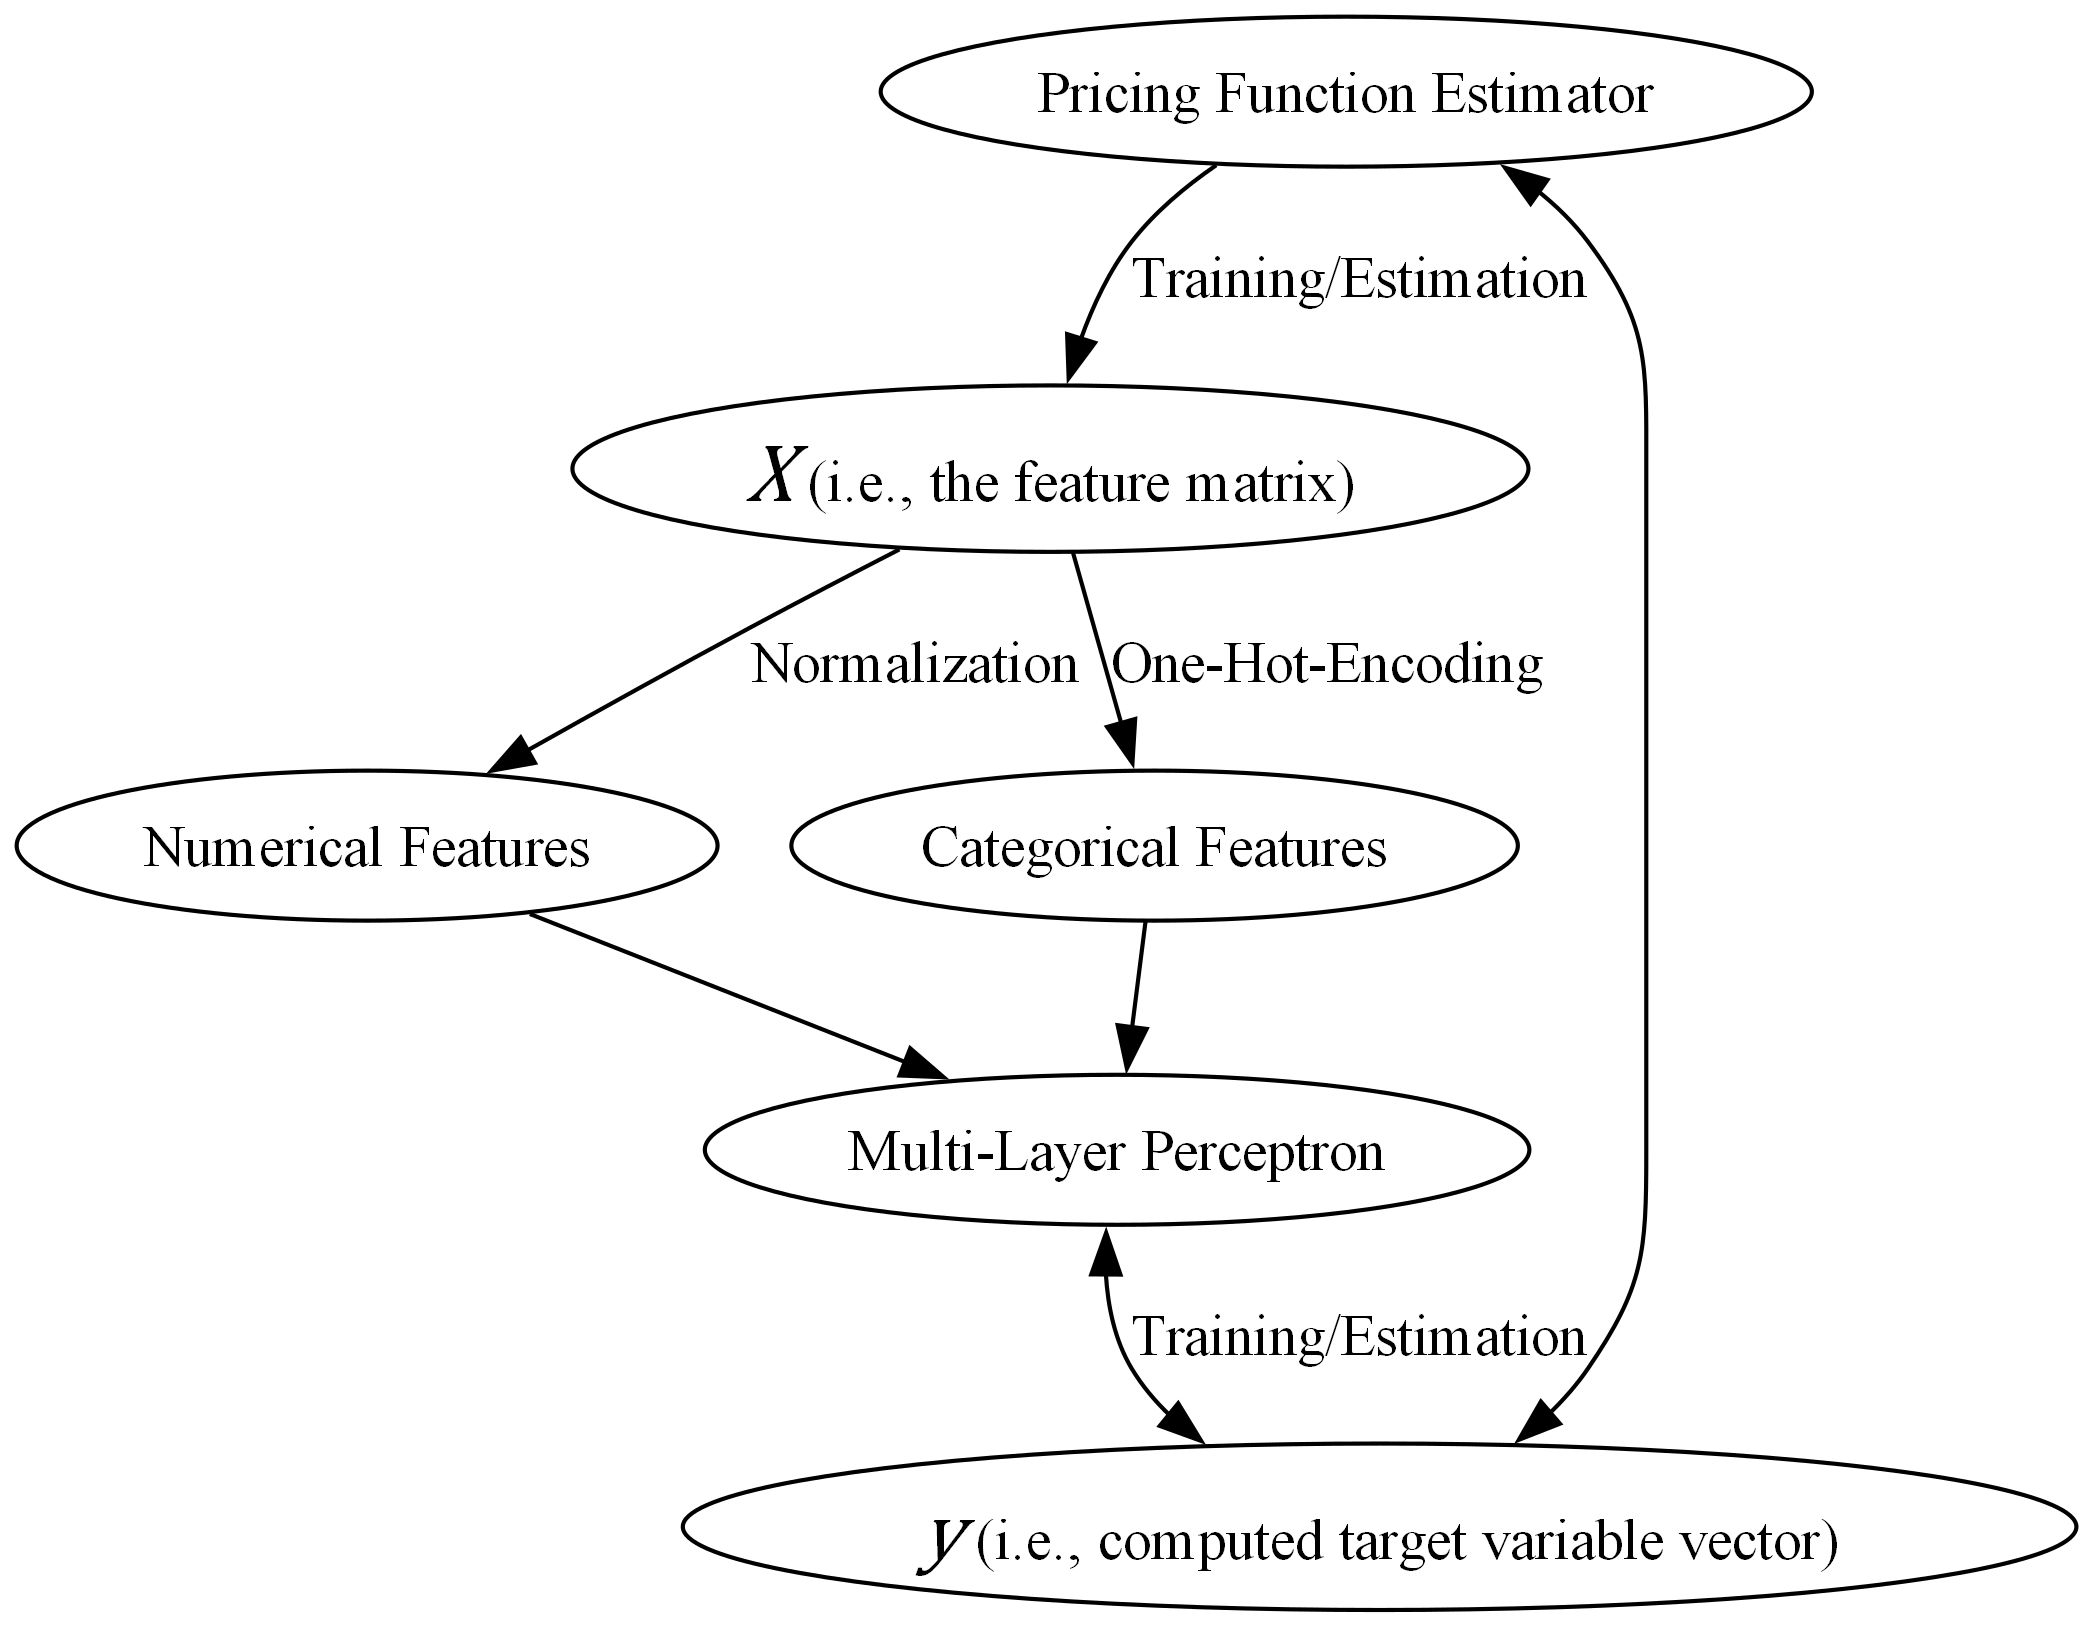 Pricing Function Estimator
Training/Estimation
X (i.e., the feature matrix)
Normalization
One-Hot-Encoding
Numerical Features
Categorical Features
Multi-Layer Perceptron
Training/Estimation
y (i.e., computed target variable vector)